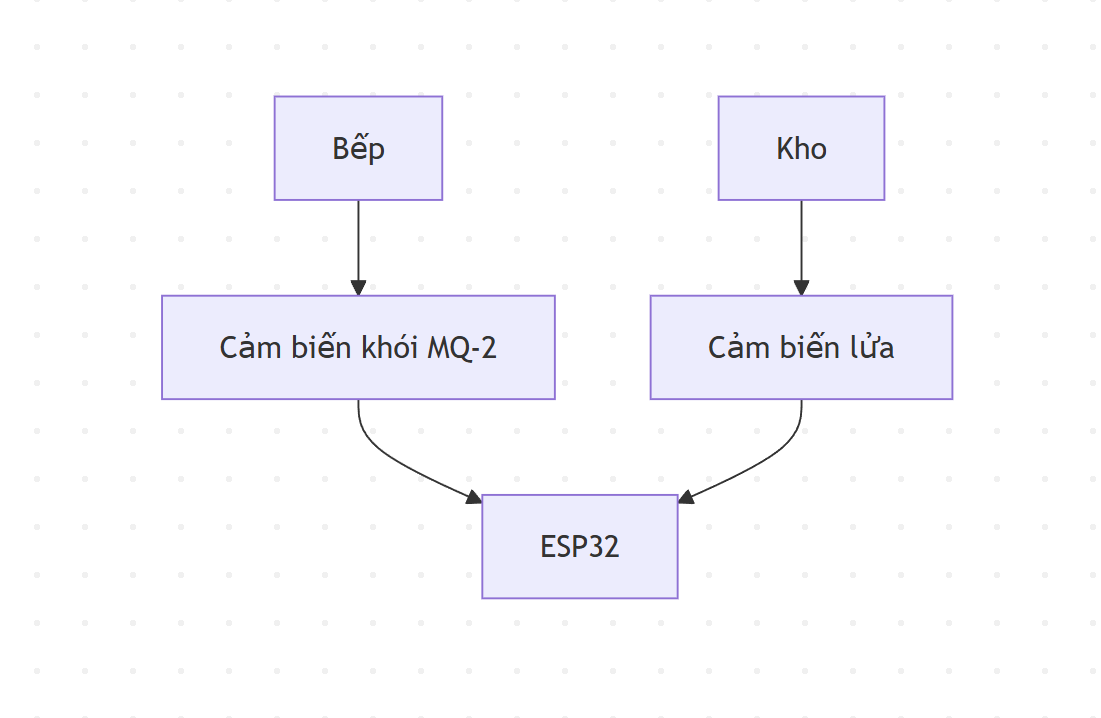 Bếp
Kho
Cảm biến khói MQ-2
Cảm biến lửa
ESP32